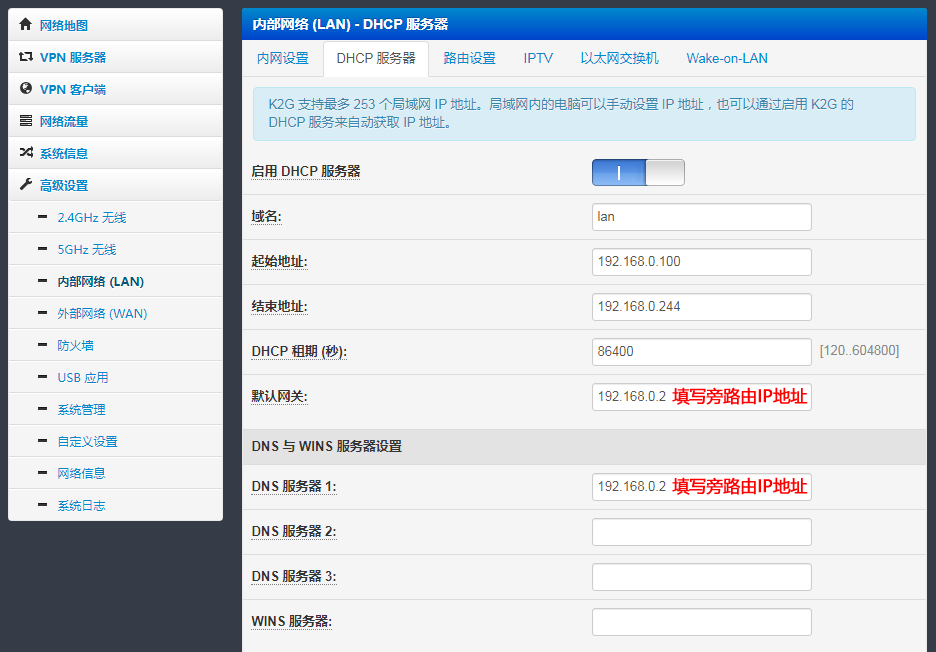 网络地图
VPN 服务器
VPN 客户端
网络流量
系统信息
高级设置
2.4GHz 无线
5GHz 无线
内部网络 (LAN)
外部网络 (WAN)
防火墙
USB 应用
系统管理
自定义设置
网络信息
系统日志
内部网络 (LAN) - DHCP 服务器
内网设置 DHCP 服务器 路由设置 IPTV 以太网交换机 Wake-on-LAN
K2G 支持最多 253 个局域网 IP 地址。局域网内的电脑可以手动设置 IP 地址，也可以通过启用 K2G 的
DHCP 服务来自动获取 IP 地址。
启用 DHCP 服务器
域名: lan
起始地址: 192.168.0.100
结束地址: 192.168.0.244
DHCP 租期 (秒): 86400 [120..604800]
默认网关: 192.168.0.2 填写旁路由IP地址
DNS 与 WINS 服务器设置
DNS 服务器 1: 192.168.0.2 填写旁路由IP地址
DNS 服务器 2:
DNS 服务器 3:
WINS 服务器: